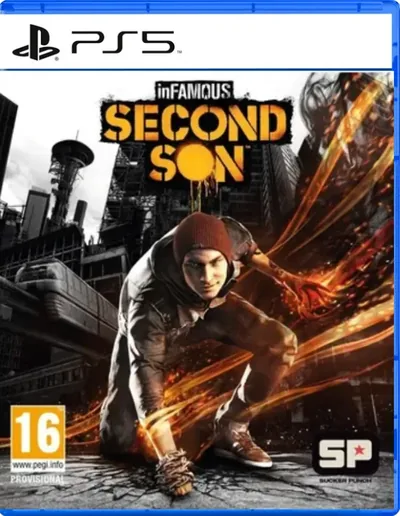 PS5
inFAMOUS
SECOND
SON
16
www.pegi.info
PROVISIONAL
SP
SUCKER PUNCH